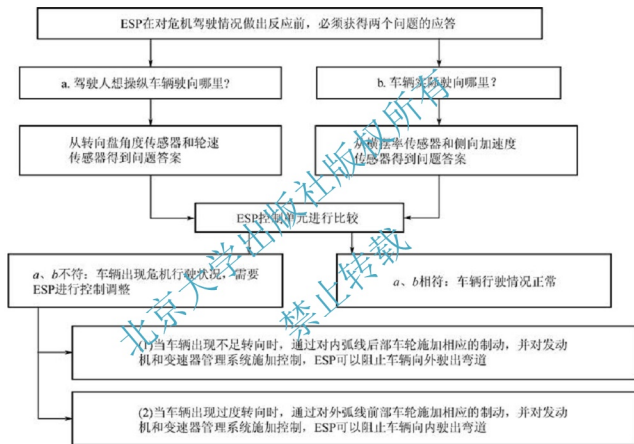 ESP在对危机驾驶情况做出反应前，必须获得两个问题的应答
a. 驾驶人想操纵车辆驶向哪里?
b. 车辆实际驶向哪里？
从转向盘角度传感器和轮速
传感器得到问题答案
从横摆率传感器和侧向加速度
传感器得到问题答案
ESP控制单元进行比较
a、b不符：车辆出现危机行驶状况，需要
ESP进行控制调整
a、b相符：车辆行驶情况正常
(1)当车辆出现不足转向时，通过对内弧线后部车轮施加相应的制动，并对发动
机和变速器管理系统施加控制，ESP可以阻止车辆向外驶出弯道
(2)当车辆出现过度转向时，通过对外弧线前部车轮施加相应的制动，并对发动
机和变速器管理系统施加控制，ESP可以阻止车辆向内驶出弯道
北京大学出版社版权所有
禁止转载